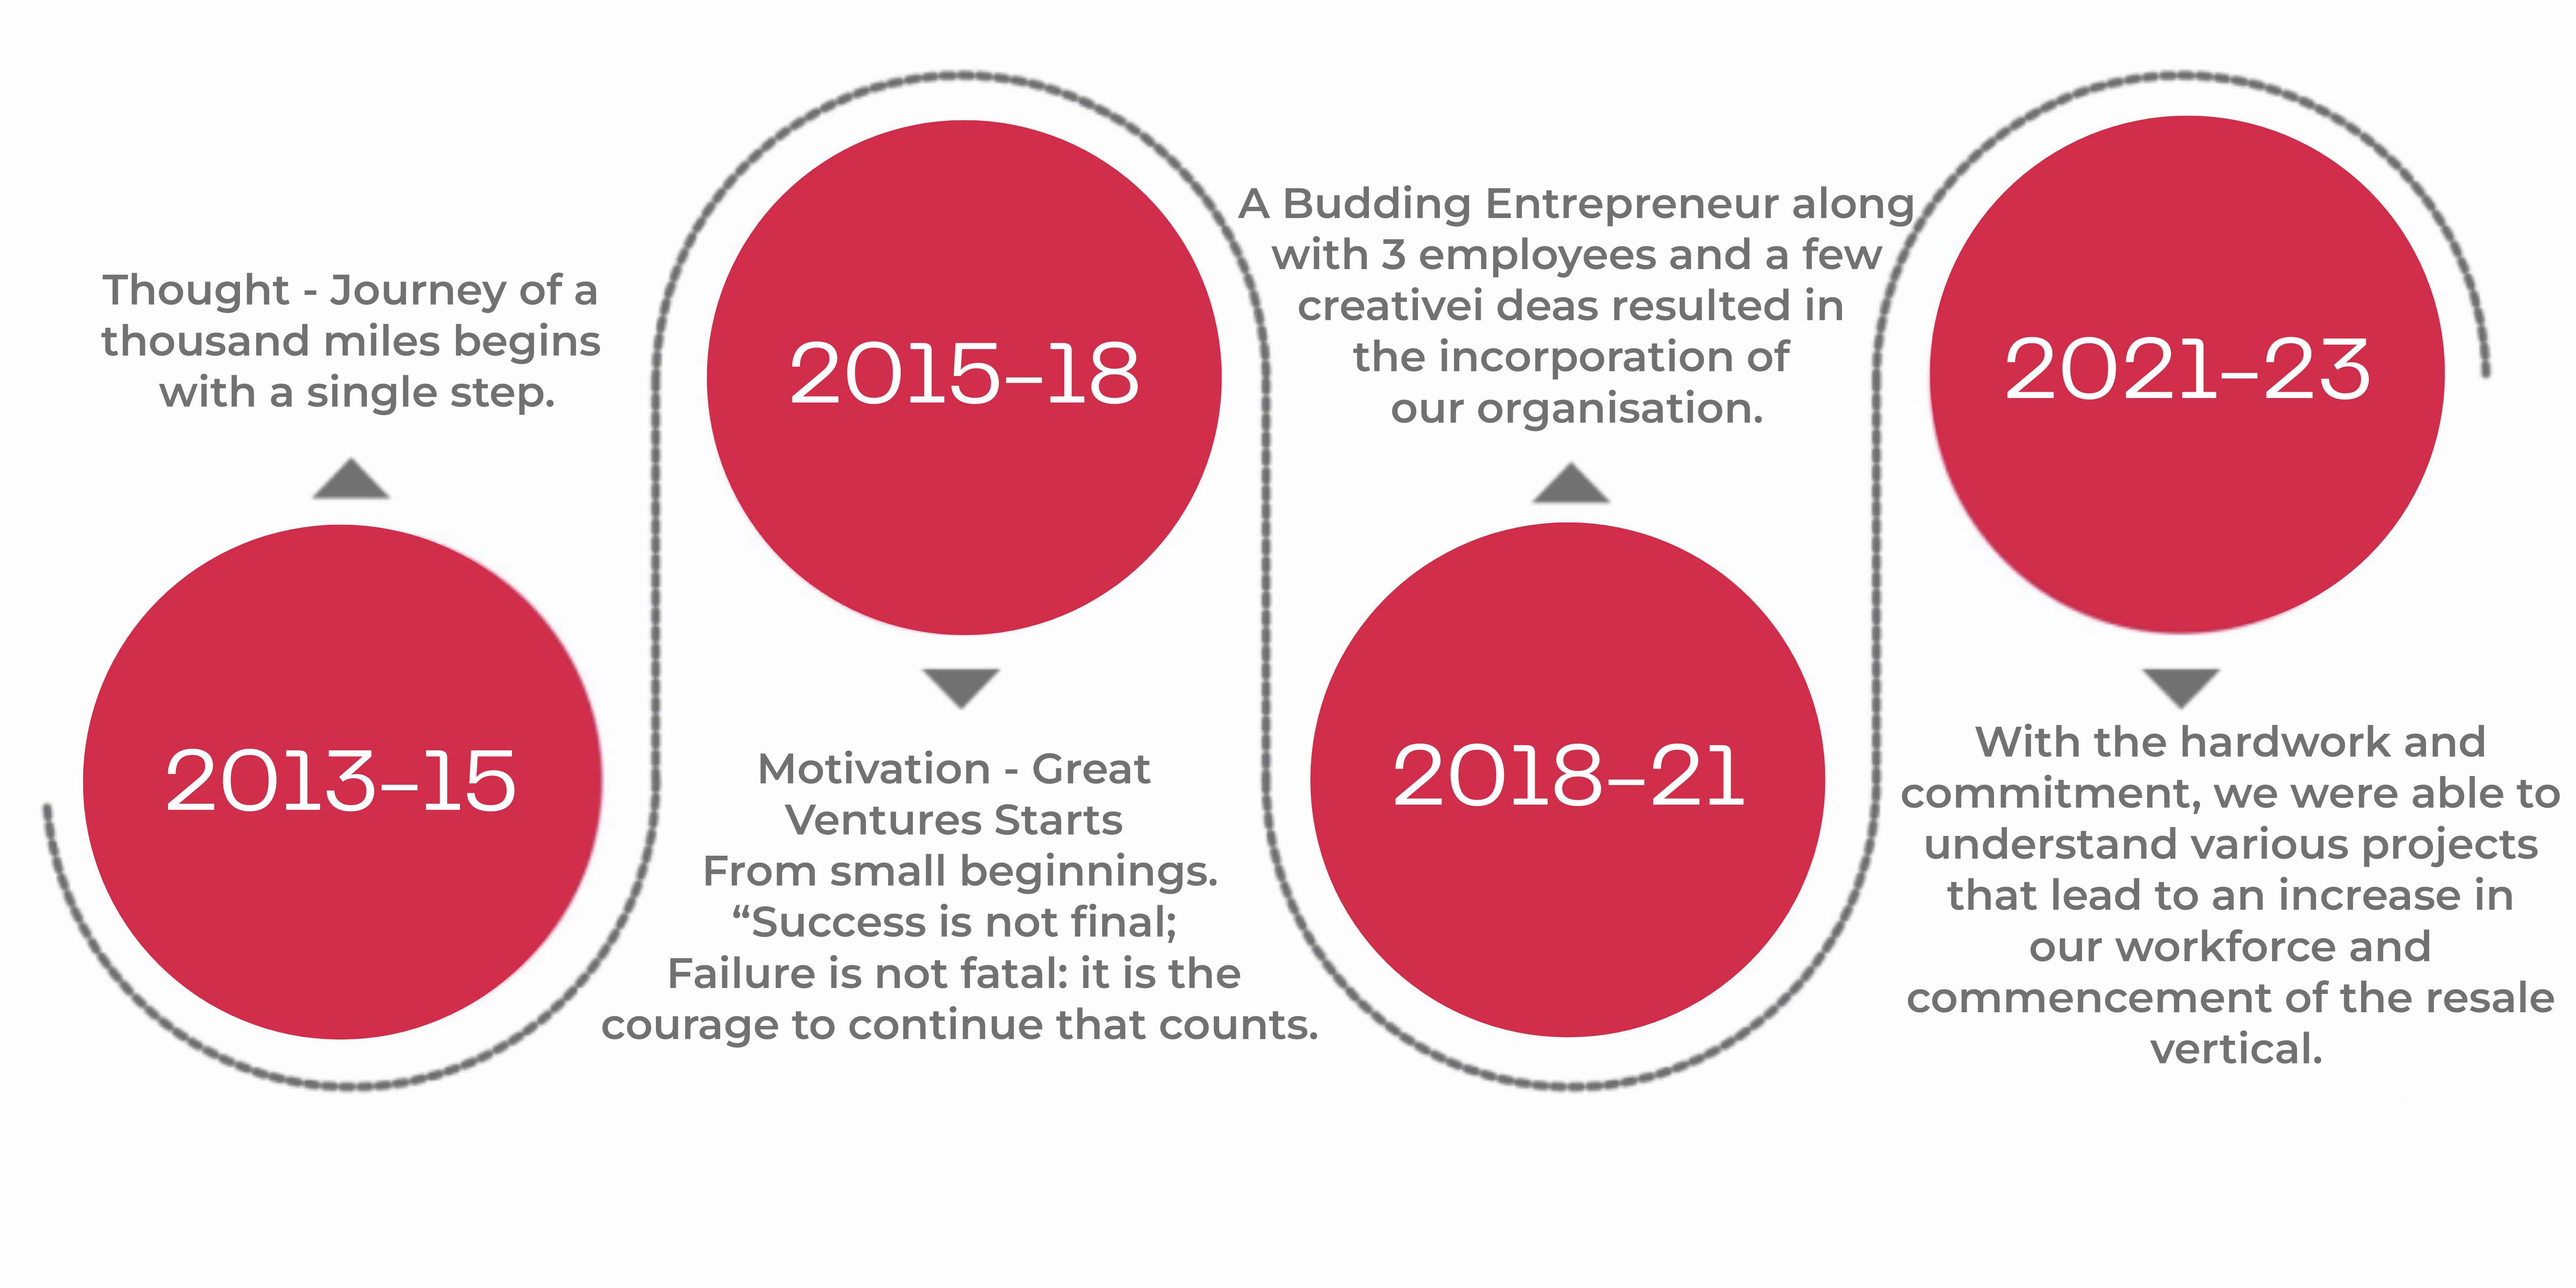 Thought - Journey of a
thousand miles begins
with a single step.
2013–15
2015–18
Motivation - Great
Ventures Starts
From small beginnings.
“Success is not final;
Failure is not fatal: it is the
courage to continue that counts.
A Budding Entrepreneur along
with 3 employees and a few
creativei deas resulted in
the incorporation of
our organisation.
2018–21
2021–23
With the hardwork and
commitment, we were able to
understand various projects
that lead to an increase in
our workforce and
commencement of the resale
vertical.